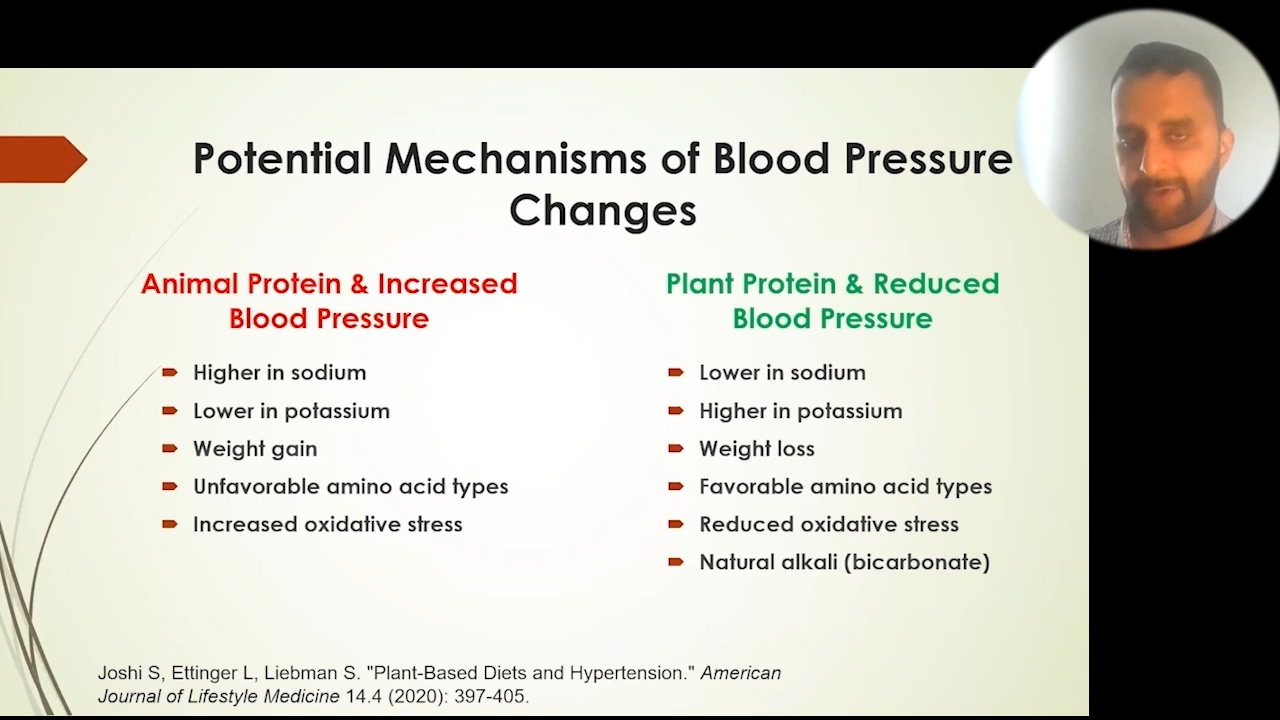 Potential Mechanisms of Blood Pressure
Changes
Animal Protein & Increased
Blood Pressure
Higher in sodium
Lower in potassium
Weight gain
Unfavorable amino acid types
Increased oxidative stress
Plant Protein & Reduced
Blood Pressure
Lower in sodium
Higher in potassium
Weight loss
Favorable amino acid types
Reduced oxidative stress
Natural alkali (bicarbonate)
Joshi S, Ettinger L, Liebman S. "Plant-Based Diets and Hypertension." American
Journal of Lifestyle Medicine 14.4 (2020): 397-405.